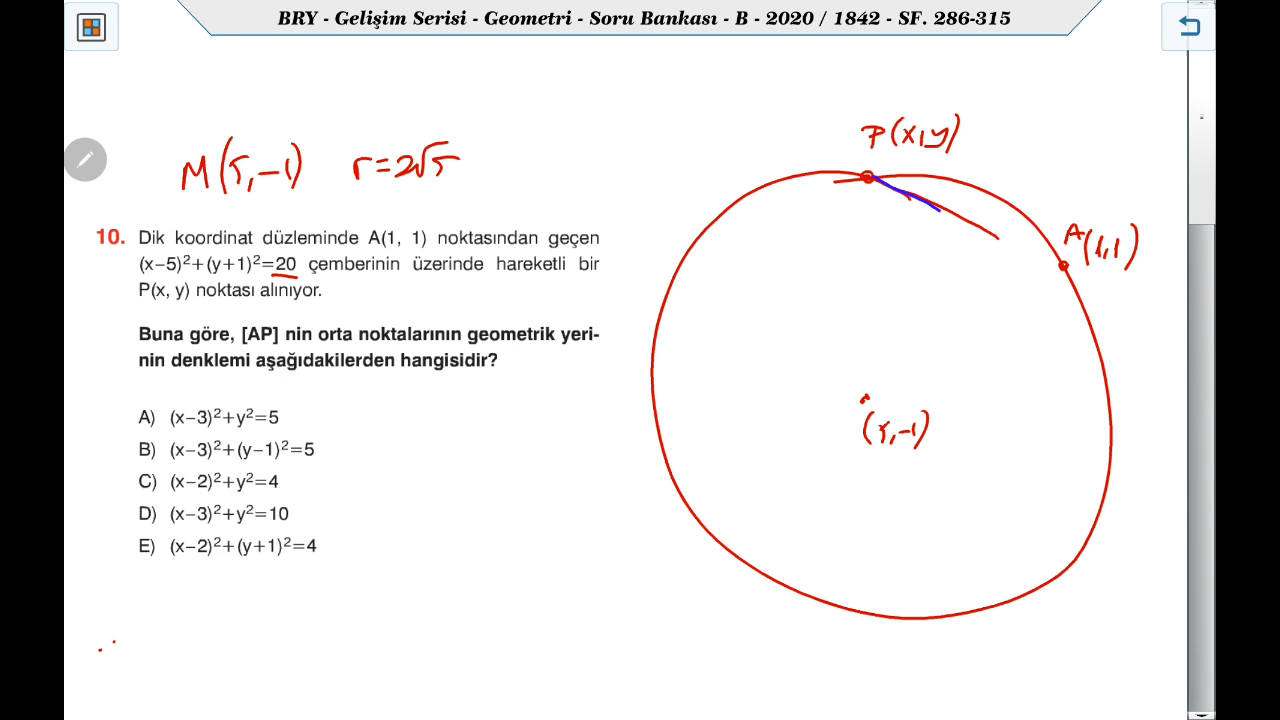 BRY - Gelişim Serisi - Geometri - Soru Bankası - B - 2020 / 1842 - SF. 286-315
P(x,y)
M(5,-1) r=2√5
A(1,1)
10. Dik koordinat düzleminde A(1, 1) noktasından geçen
(x−5)²+(y+1)²=20 çemberinin üzerinde hareketli bir
P(x, y) noktası alınıyor.
Buna göre, [AP] nin orta noktalarının geometrik yeri-
nin denklemi aşağıdakilerden hangisidir?
(5,-1)
A) (x−3)²+y²=5
B) (x−3)²+(y−1)²=5
C) (x−2)²+y²=4
D) (x−3)²+y²=10
E) (x−2)²+(y+1)²=4